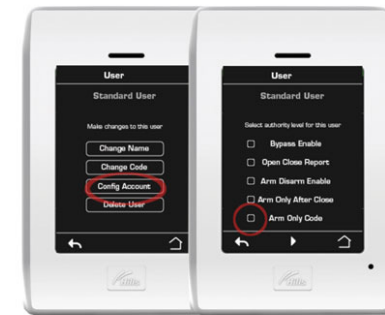 User
Standard User
Make changes to this user
Change Name
Change Code
Config Account
Delete User
Hills
User
Standard User
Select authority level for this user
Bypass Enable
Open Close Report
Arm Disarm Enable
Arm Only After Close
Arm Only Code
Hills